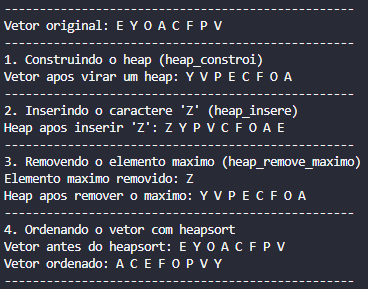 -------------------------------------------------
Vetor original: E Y O A C F P V
-------------------------------------------------
1. Construindo o heap (heap_constroi)
Vetor apos virar um heap: Y V P E C F O A
-------------------------------------------------
2. Inserindo o caractere 'Z' (heap_insere)
Heap apos inserir 'Z': Z Y P V C F O A E
-------------------------------------------------
3. Removendo o elemento maximo (heap_remove_maximo)
Elemento maximo removido: Z
Heap apos remover o maximo: Y V P E C F O A
-------------------------------------------------
4. Ordenando o vetor com heapsort
Vetor antes do heapsort: E Y O A C F P V
Vetor ordenado: A C E F O P V Y
-------------------------------------------------